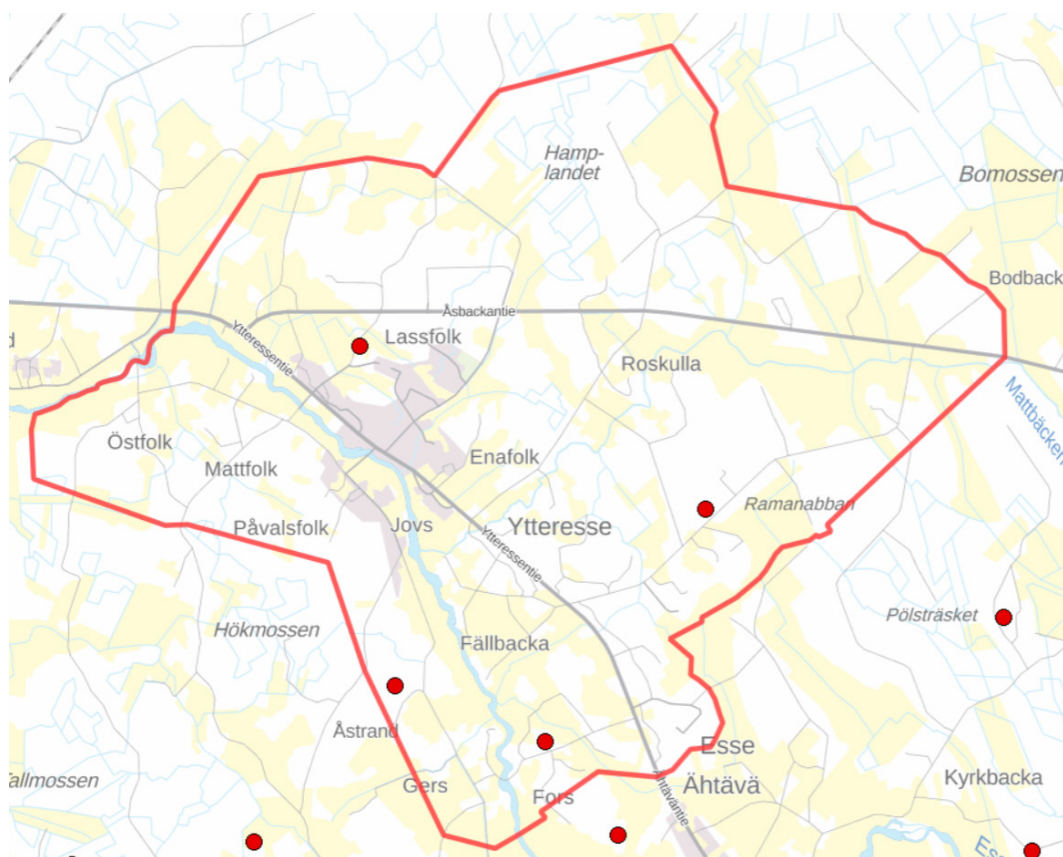 Hamp-
landet
Bomossen
Bodback
Åsbackantie
Ytteressentie
Lassfolk
d
Roskulla
Mattbäcken
Östfolk
Mattfolk
Enafolk
Ramanabban
Påvalsfolk
Jovs
Ytteresse
Ytteressentie
Pölsträsket
Hökmossen
Fällbacka
Åstrand
Esse
Ähtävä
Kyrkbacka
allmossen
Gers
Fors
Ähtäväntie
Ess